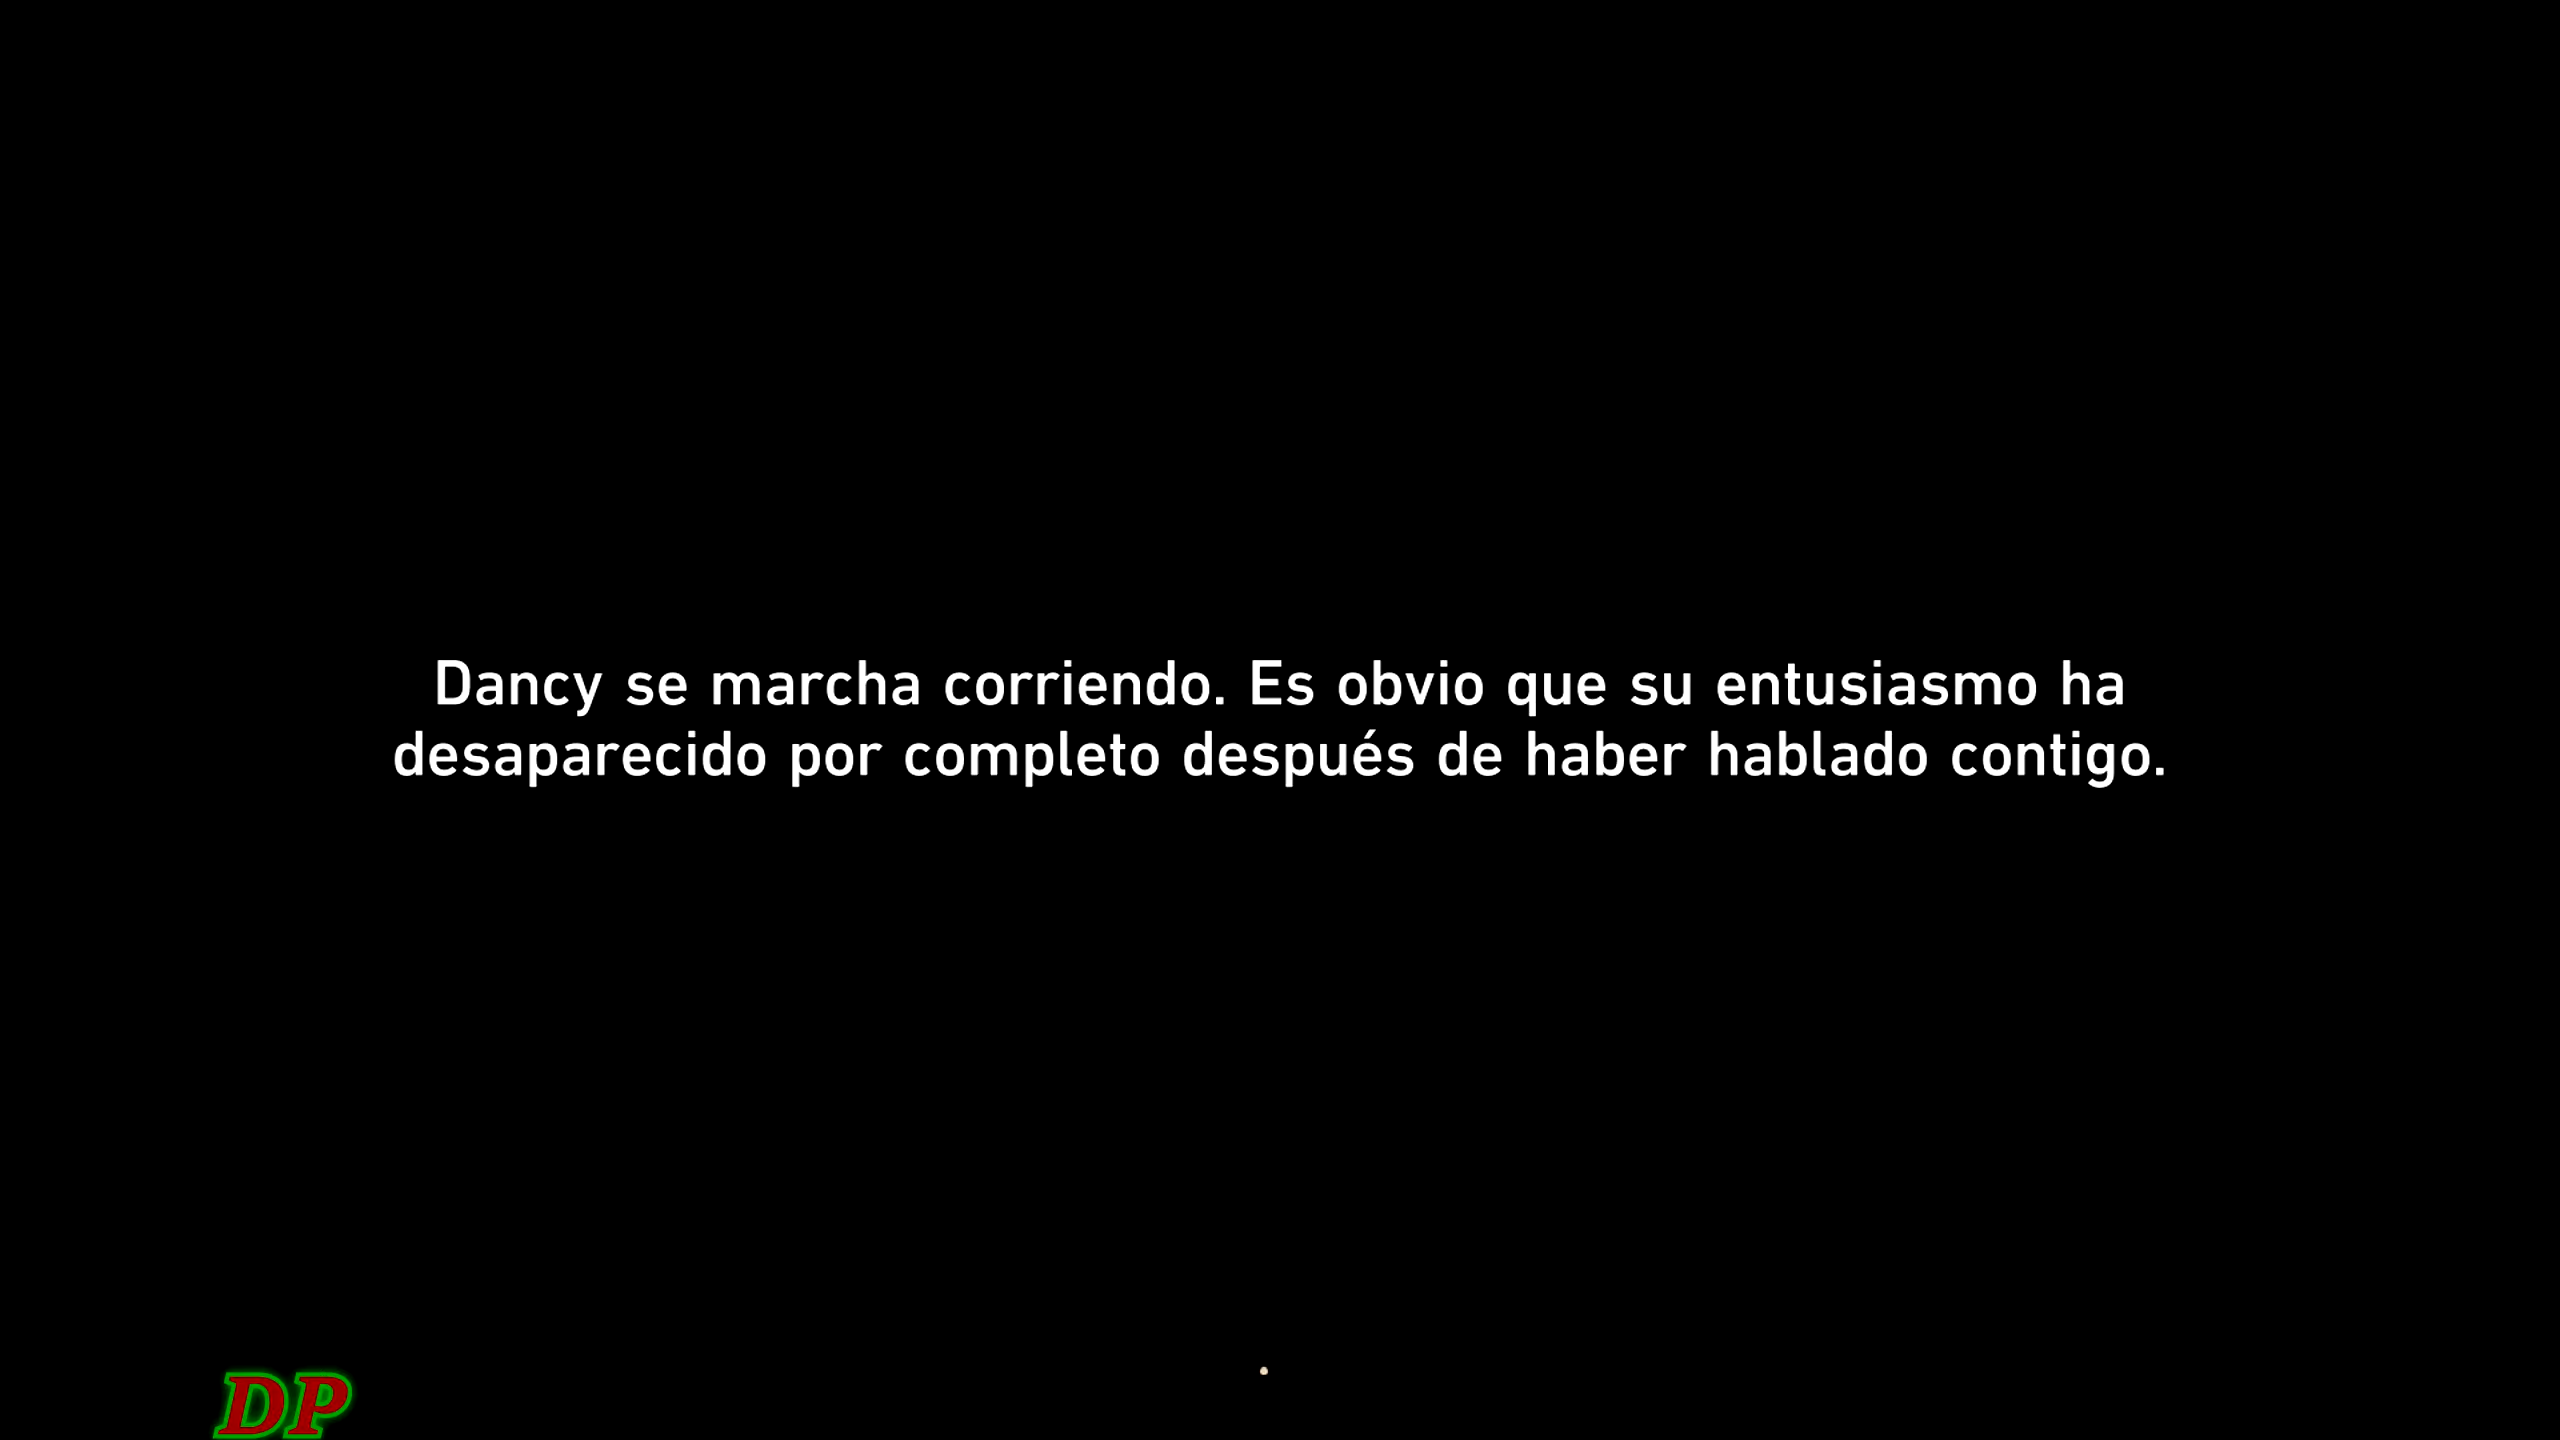 Dancy se marcha corriendo. Es obvio que su entusiasmo ha
desaparecido por completo después de haber hablado contigo.
DP